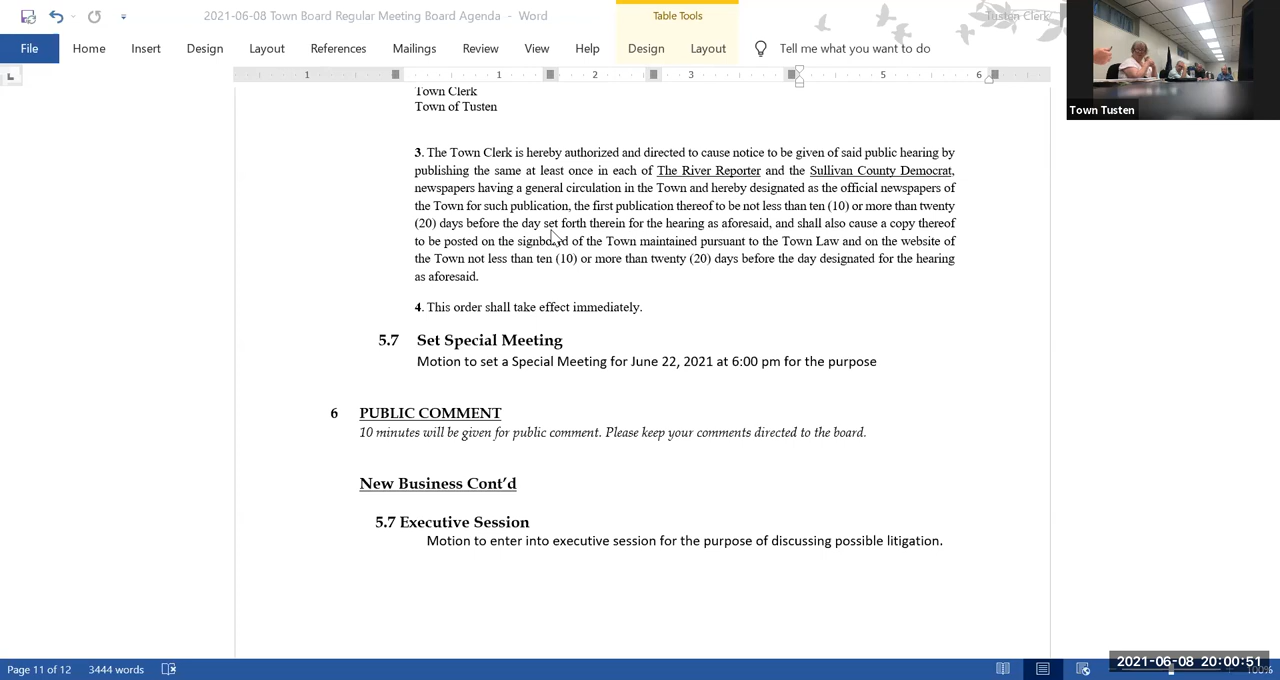 2021-06-08 Town Board Regular Meeting Board Agenda - Word
Table Tools
Tusten Clerk
File Home Insert Design Layout References Mailings Review View Help Design Layout Tell me what you want to do
1 1 2 3 5 6
Town Tusten
Town Clerk
Town of Tusten
3. The Town Clerk is hereby authorized and directed to cause notice to be given of said public hearing by
publishing the same at least once in each of The River Reporter and the Sullivan County Democrat,
newspapers having a general circulation in the Town and hereby designated as the official newspapers of
the Town for such publication, the first publication thereof to be not less than ten (10) or more than twenty
(20) days before the day set forth therein for the hearing as aforesaid, and shall also cause a copy thereof
to be posted on the signboard of the Town maintained pursuant to the Town Law and on the website of
the Town not less than ten (10) or more than twenty (20) days before the day designated for the hearing
as aforesaid.
4. This order shall take effect immediately.
5.7 Set Special Meeting
Motion to set a Special Meeting for June 22, 2021 at 6:00 pm for the purpose
6 PUBLIC COMMENT
10 minutes will be given for public comment. Please keep your comments directed to the board.
New Business Cont'd
5.7 Executive Session
Motion to enter into executive session for the purpose of discussing possible litigation.
Page 11 of 12 3444 words
2021-06-08 20:00:51
100%